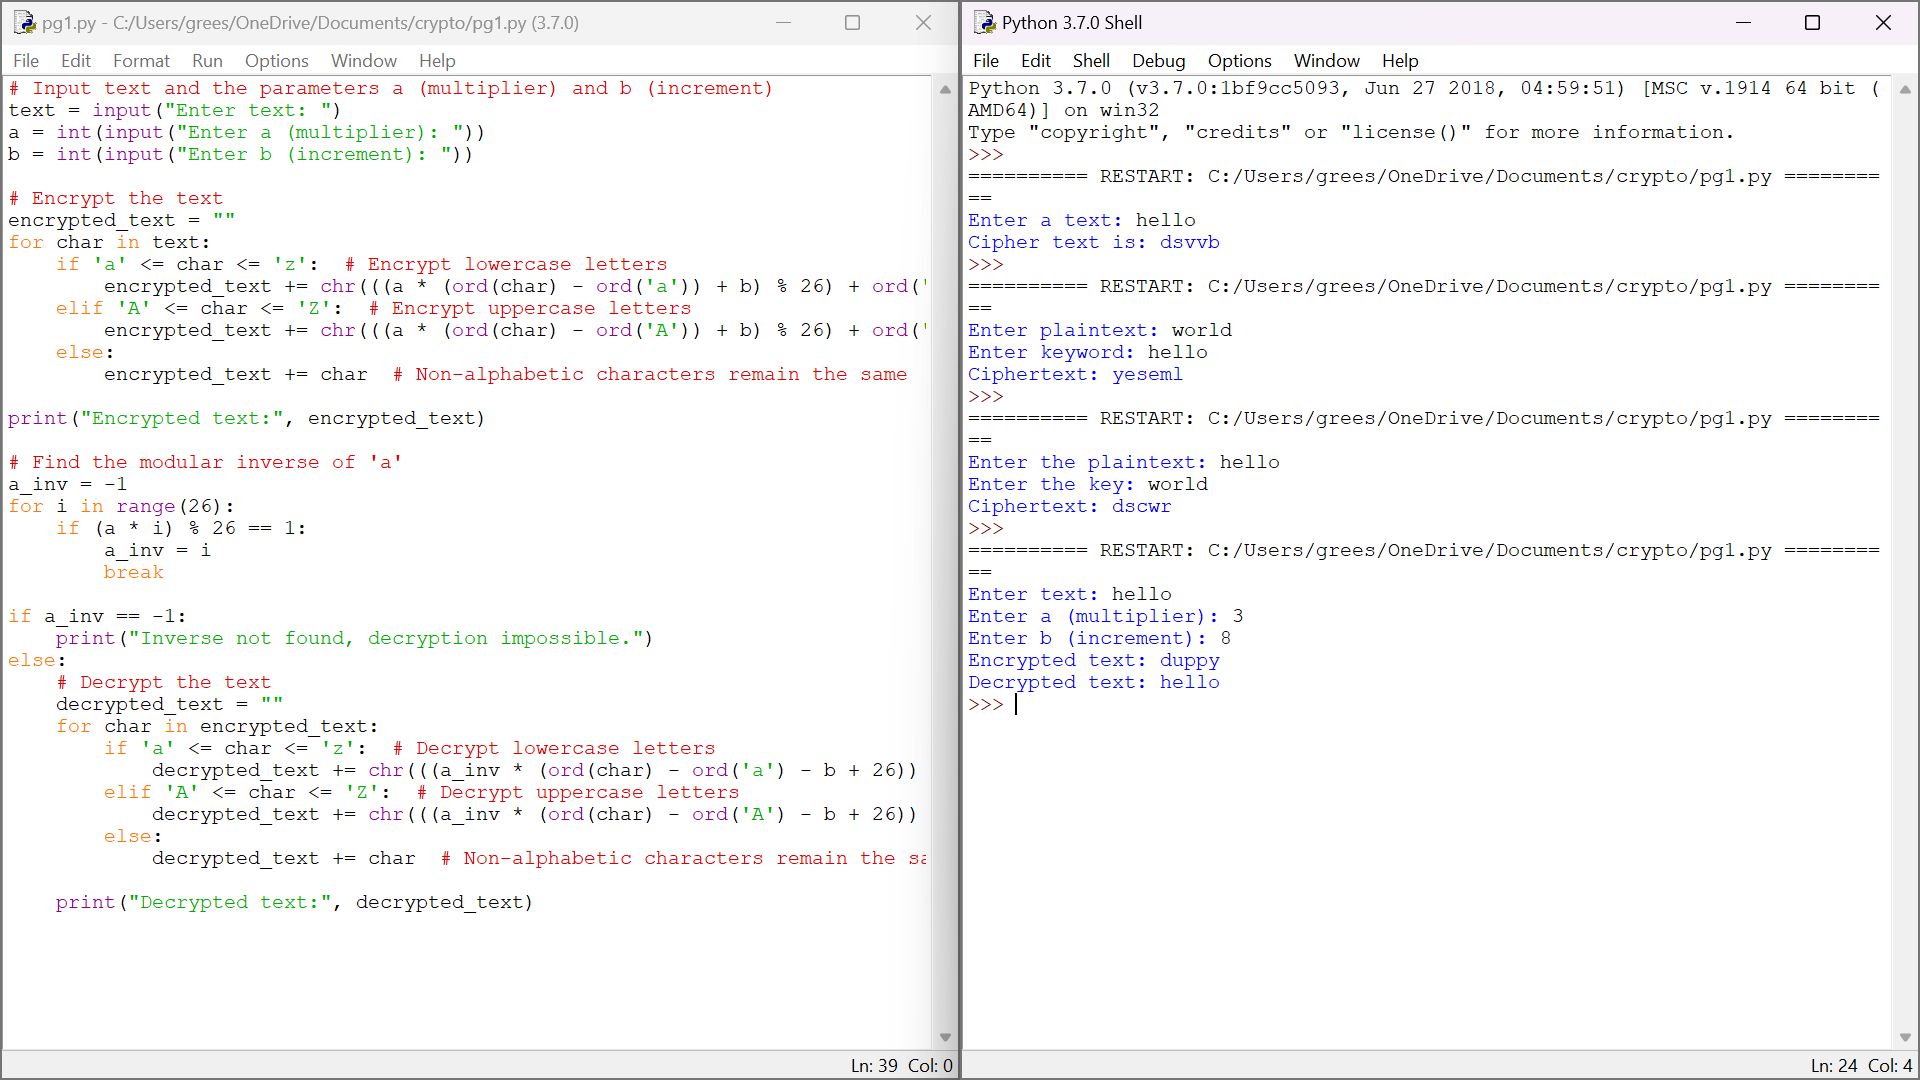 pg1.py - C:/Users/grees/OneDrive/Documents/crypto/pg1.py (3.7.0)
File Edit Format Run Options Window Help
# Input text and the parameters a (multiplier) and b (increment)
text = input("Enter text: ")
a = int(input("Enter a (multiplier): "))
b = int(input("Enter b (increment): "))
# Encrypt the text
encrypted_text = ""
for char in text:
    if 'a' <= char <= 'z':  # Encrypt lowercase letters
        encrypted_text += chr(((a * (ord(char) - ord('a')) + b) % 26) + ord('
    elif 'A' <= char <= 'Z':  # Encrypt uppercase letters
        encrypted_text += chr(((a * (ord(char) - ord('A')) + b) % 26) + ord('
    else:
        encrypted_text += char  # Non-alphabetic characters remain the same
print("Encrypted text:", encrypted_text)
# Find the modular inverse of 'a'
a_inv = -1
for i in range(26):
    if (a * i) % 26 == 1:
        a_inv = i
        break
if a_inv == -1:
    print("Inverse not found, decryption impossible.")
else:
    # Decrypt the text
    decrypted_text = ""
    for char in encrypted_text:
        if 'a' <= char <= 'z':  # Decrypt lowercase letters
            decrypted_text += chr(((a_inv * (ord(char) - ord('a') - b + 26))
        elif 'A' <= char <= 'Z':  # Decrypt uppercase letters
            decrypted_text += chr(((a_inv * (ord(char) - ord('A') - b + 26))
        else:
            decrypted_text += char  # Non-alphabetic characters remain the
    print("Decrypted text:", decrypted_text)
Ln: 39 Col: 0
Python 3.7.0 Shell
File Edit Shell Debug Options Window Help
Python 3.7.0 (v3.7.0:1bf9cc5093, Jun 27 2018, 04:59:51) [MSC v.1914 64 bit (
AMD64)] on win32
Type "copyright", "credits" or "license()" for more information.
>>>
========== RESTART: C:/Users/grees/OneDrive/Documents/crypto/pg1.py ========
==
Enter a text: hello
Cipher text is: dsvvb
>>>
========== RESTART: C:/Users/grees/OneDrive/Documents/crypto/pg1.py ========
==
Enter plaintext: world
Enter keyword: hello
Ciphertext: yeseml
>>>
========== RESTART: C:/Users/grees/OneDrive/Documents/crypto/pg1.py ========
==
Enter the plaintext: hello
Enter the key: world
Ciphertext: dscwr
>>>
========== RESTART: C:/Users/grees/OneDrive/Documents/crypto/pg1.py ========
==
Enter text: hello
Enter a (multiplier): 3
Enter b (increment): 8
Encrypted text: duppy
Decrypted text: hello
>>>
Ln: 24 Col: 4